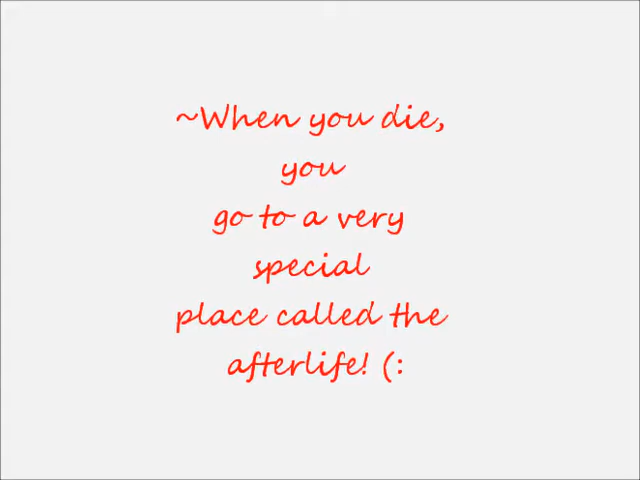 ~When you die,
you
go to a very
special
place called the
afterlife! (: